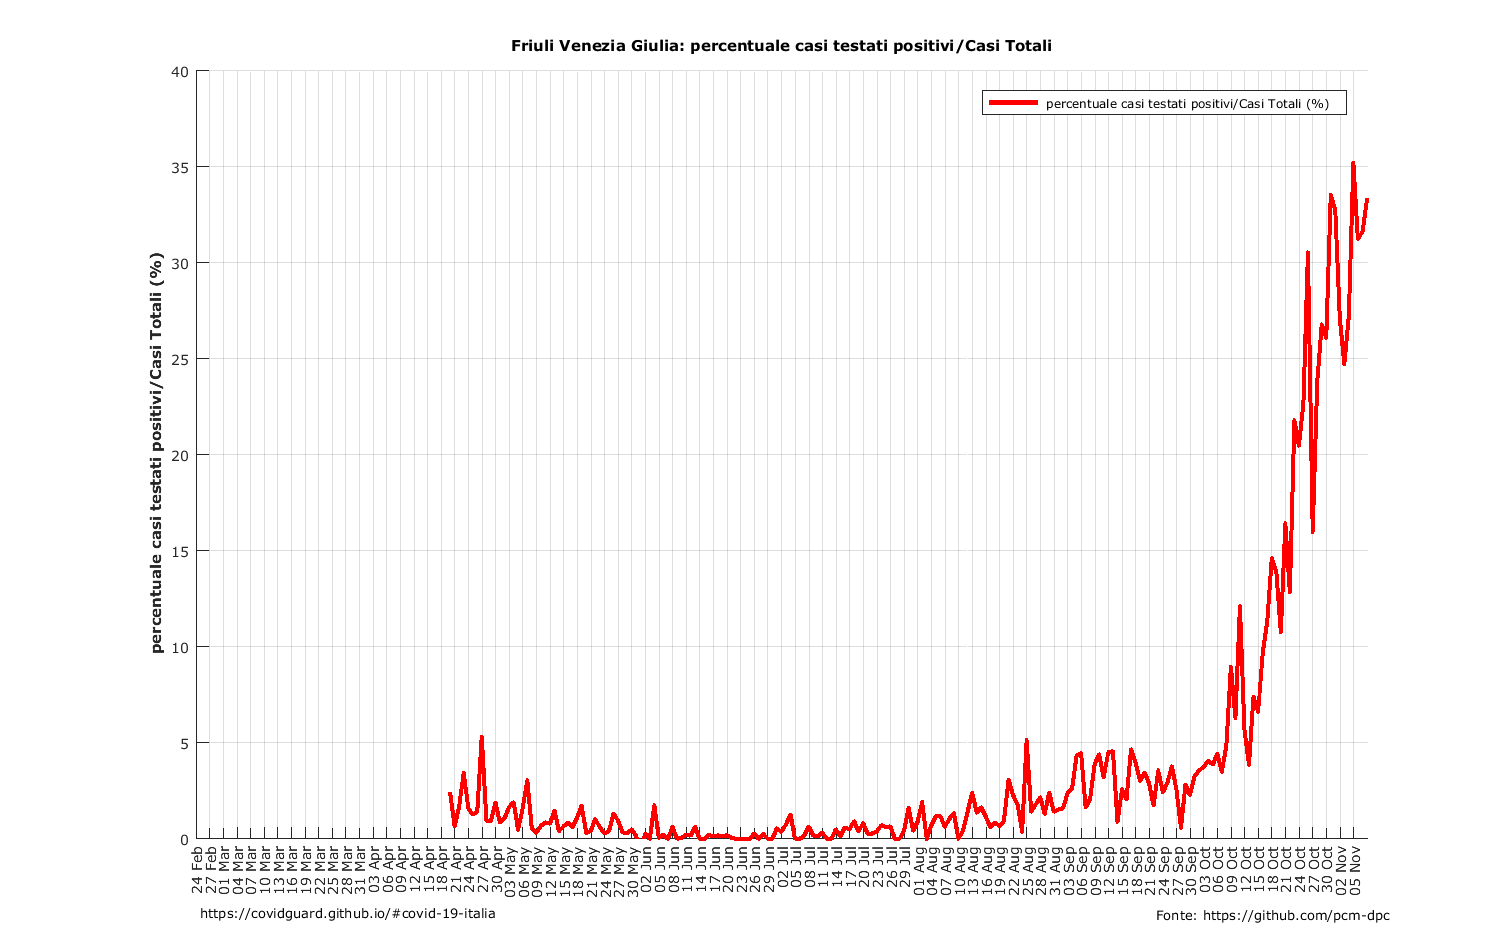 Friuli Venezia Giulia: percentuale casi testati positivi/Casi Totali
percentuale casi testati positivi/Casi Totali (%)
percentuale casi testati positivi/Casi Totali (%)
40
35
30
25
20
15
10
5
0
24 Feb
27 Feb
01 Mar
04 Mar
07 Mar
10 Mar
13 Mar
16 Mar
19 Mar
22 Mar
25 Mar
28 Mar
31 Mar
03 Apr
06 Apr
09 Apr
12 Apr
15 Apr
18 Apr
21 Apr
24 Apr
27 Apr
30 Apr
03 May
06 May
09 May
12 May
15 May
18 May
21 May
24 May
27 May
30 May
02 Jun
05 Jun
08 Jun
11 Jun
14 Jun
17 Jun
20 Jun
23 Jun
26 Jun
29 Jun
02 Jul
05 Jul
08 Jul
11 Jul
14 Jul
17 Jul
20 Jul
23 Jul
26 Jul
29 Jul
01 Aug
04 Aug
07 Aug
10 Aug
13 Aug
16 Aug
19 Aug
22 Aug
25 Aug
28 Aug
31 Aug
03 Sep
06 Sep
09 Sep
12 Sep
15 Sep
18 Sep
21 Sep
24 Sep
27 Sep
30 Sep
03 Oct
06 Oct
09 Oct
12 Oct
15 Oct
18 Oct
21 Oct
24 Oct
27 Oct
30 Oct
02 Nov
05 Nov
https://covidguard.github.io/#covid-19-italia
Fonte: https://github.com/pcm-dpc